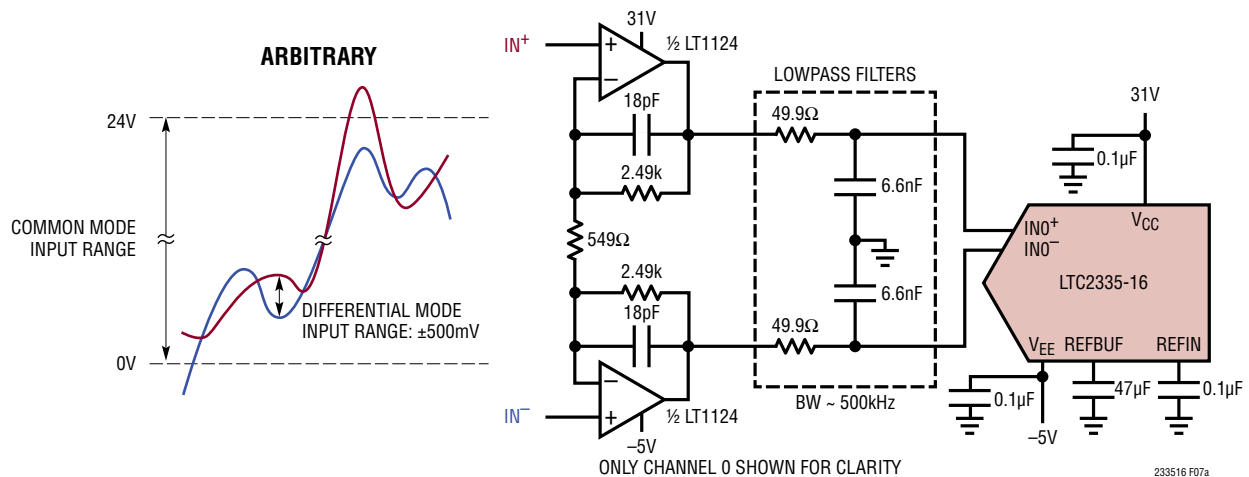 ARBITRARY
24V
COMMON MODE
INPUT RANGE
DIFFERENTIAL MODE
INPUT RANGE: ±500mV
0V
IN+
31V
½ LT1124
+
–
18pF
2.49k
549Ω
2.49k
18pF
–
+
IN–
½ LT1124
–5V
LOWPASS FILTERS
49.9Ω
6.6nF
6.6nF
49.9Ω
BW ~ 500kHz
31V
0.1µF
VCC
IN0+
IN0–
LTC2335-16
VEE
REFBUF
REFIN
0.1µF
47µF
0.1µF
–5V
ONLY CHANNEL 0 SHOWN FOR CLARITY
233516 F07a